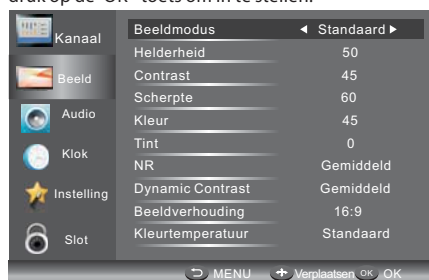 druk op de "OK" toets om in te stellen.
Kanaal
Beeld
Audio
Klok
Instelling
Slot
Beeldmodus Standaard
Helderheid 50
Contrast 45
Scherpte 60
Kleur 45
Tint 0
NR Gemiddeld
Dynamic Contrast Gemiddeld
Beeldverhouding 16:9
Kleurtemperatuur Standaard
MENU Verplaatsen OK OK